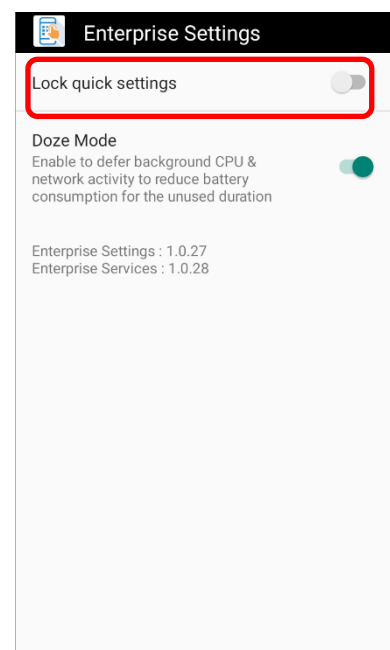 Enterprise Settings
Lock quick settings
Doze Mode
Enable to defer background CPU &
network activity to reduce battery
consumption for the unused duration
Enterprise Settings : 1.0.27
Enterprise Services : 1.0.28